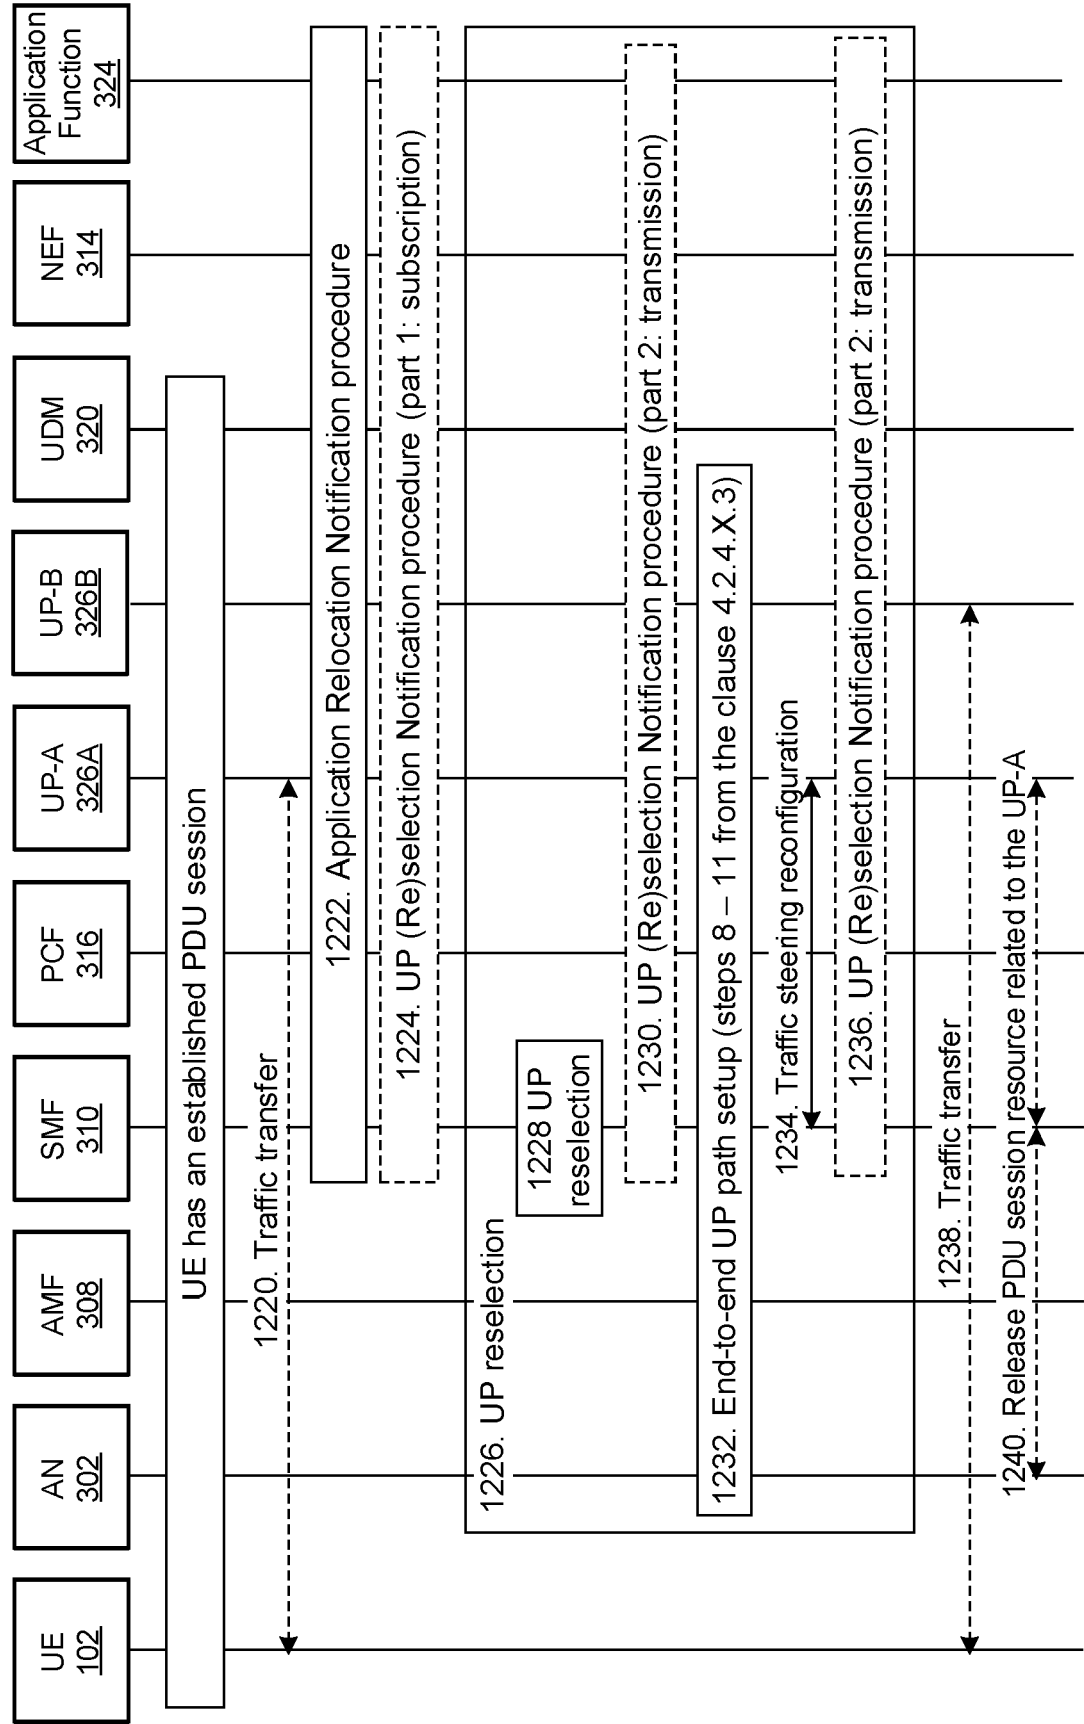 UE
102
AN
302
AMF
308
SMF
310
PCF
316
UP-A
326A
UP-B
326B
UDM
320
NEF
314
Application
Function
324
UE has an established PDU session
1220. Traffic transfer
1222. Application Relocation Notification procedure
1224. UP (Re)selection Notification procedure (part 1: subscription)
1226. UP reselection
1228 UP
reselection
1230. UP (Re)selection Notification procedure (part 2: transmission)
1232. End-to-end UP path setup (steps 8 – 11 from the clause 4.2.4.X.3)
1234. Traffic steering reconfiguration
1236. UP (Re)selection Notification procedure (part 2: transmission)
1238. Traffic transfer
1240. Release PDU session resource related to the UP-A